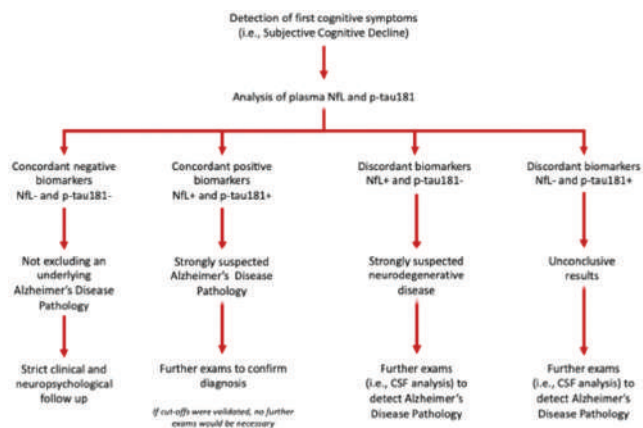 Detection of first cognitive symptoms
(i.e., Subjective Cognitive Decline)
Analysis of plasma NfL and p-tau181
Concordant negative
biomarkers
NfL- and p-tau181-
Not excluding an
underlying
Alzheimer's Disease
Pathology
Strict clinical and
neuropsychological
follow up
Concordant positive
biomarkers
NfL+ and p-tau181+
Strongly suspected
Alzheimer's Disease
Pathology
Further exams to confirm
diagnosis
If cut-offs were validated, no further
exams would be necessary
Discordant biomarkers
NfL+ and p-tau181-
Strongly suspected
neurodegenerative
disease
Further exams
(i.e., CSF analysis) to
detect Alzheimer's
Disease Pathology
Discordant biomarkers
NfL- and p-tau181+
Unconclusive
results
Further exams
(i.e., CSF analysis) to
detect Alzheimer's
Disease Pathology